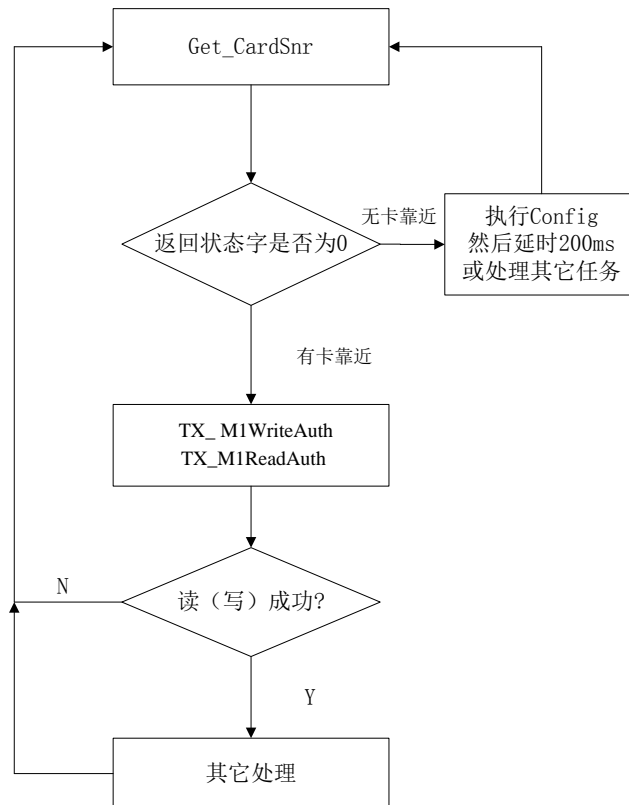 Get_CardSnr
返回状态字是否为0
无卡靠近
执行Config
然后延时200ms
或处理其它任务
有卡靠近
TX_ M1WriteAuth
TX_M1ReadAuth
读（写）成功?
N
Y
其它处理